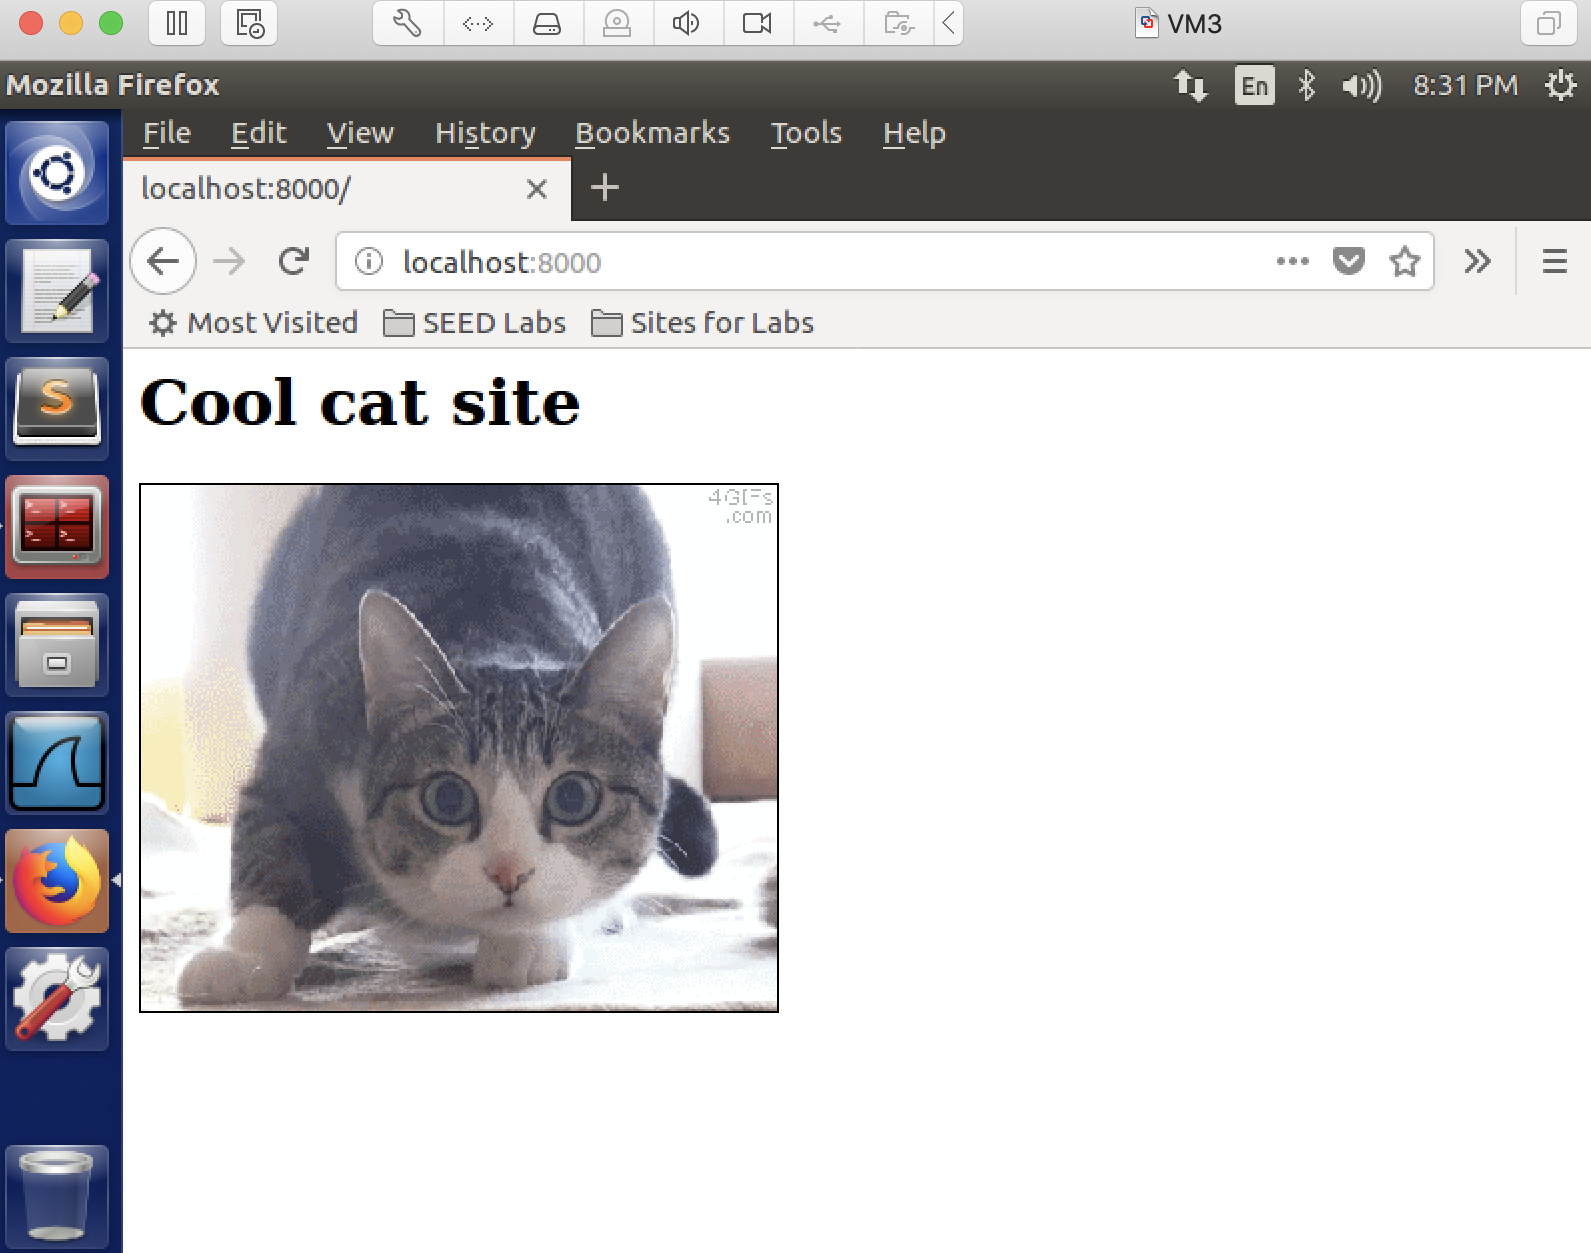 VM3
Mozilla Firefox
En
8:31 PM
File Edit View History Bookmarks Tools Help
localhost:8000/
localhost:8000
Most Visited SEED Labs Sites for Labs
Cool cat site
4GIFs
.com
S